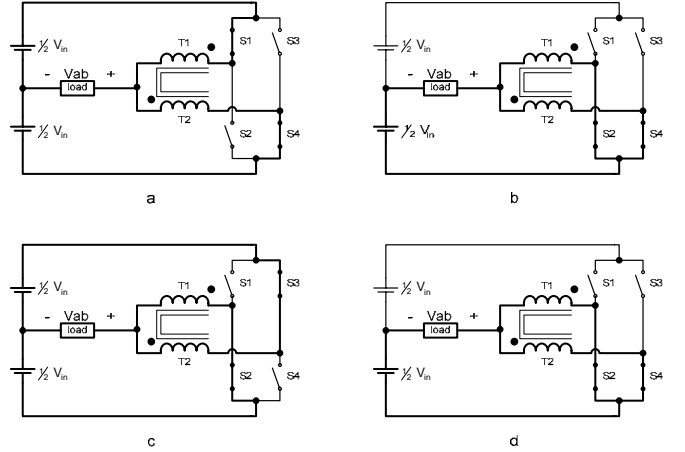 T1 S1 S3
½ Vin
- Vab +
load
½ Vin
T2 S2 S4
a
T1 S1 S3
½ Vin
- Vab +
load
½ Vin
T2 S2 S4
b
T1 S1 S3
½ Vin
- Vab +
load
½ Vin
T2 S2 S4
c
T1 S1 S3
½ Vin
- Vab +
load
½ Vin
T2 S2 S4
d